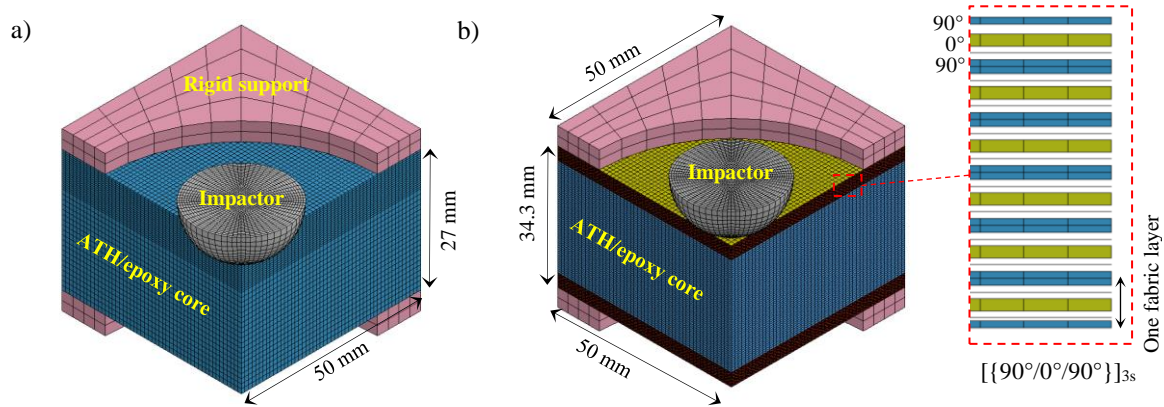 a)
Rigid support
Impactor
ATH/epoxy core
27 mm
50 mm
b)
50 mm
Impactor
34.3 mm
ATH/epoxy core
50 mm
90°
0°
90°
One fabric layer
[{90°/0°/90°}]3s